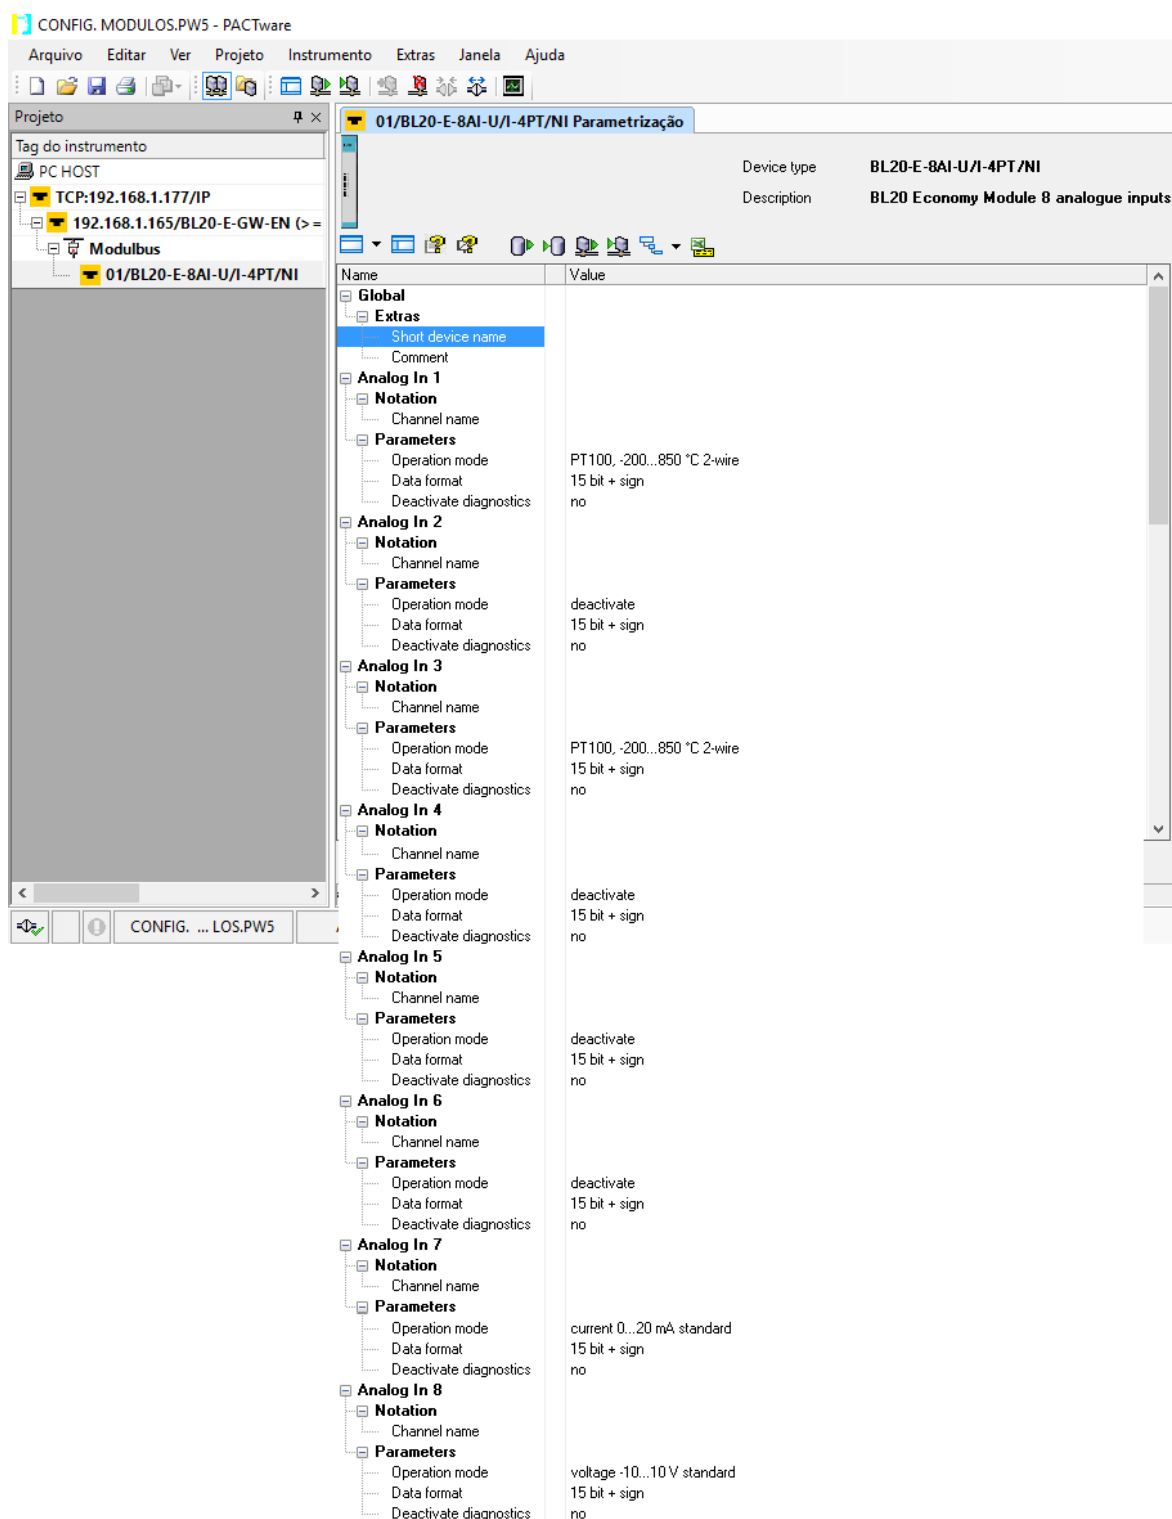 CONFIG. MODULOS.PW5 - PACTware
Arquivo Editar Ver Projeto Instrumento Extras Janela Ajuda
Projeto
Tag do instrumento
PC HOST
TCP:192.168.1.177/IP
192.168.1.165/BL20-E-GW-EN (> =
Modulbus
01/BL20-E-8AI-U/I-4PT/NI
01/BL20-E-8AI-U/I-4PT/NI Parametrização
Device type BL20-E-8AI-U/I-4PT/NI
Description BL20 Economy Module 8 analogue inputs
Name Value
Global
Extras
Short device name
Comment
Analog In 1
Notation
Channel name
Parameters
Operation mode PT100, -200...850 °C 2-wire
Data format 15 bit + sign
Deactivate diagnostics no
Analog In 2
Notation
Channel name
Parameters
Operation mode deactivate
Data format 15 bit + sign
Deactivate diagnostics no
Analog In 3
Notation
Channel name
Parameters
Operation mode PT100, -200...850 °C 2-wire
Data format 15 bit + sign
Deactivate diagnostics no
Analog In 4
Notation
Channel name
Parameters
Operation mode deactivate
Data format 15 bit + sign
Deactivate diagnostics no
Analog In 5
Notation
Channel name
Parameters
Operation mode deactivate
Data format 15 bit + sign
Deactivate diagnostics no
Analog In 6
Notation
Channel name
Parameters
Operation mode deactivate
Data format 15 bit + sign
Deactivate diagnostics no
Analog In 7
Notation
Channel name
Parameters
Operation mode current 0...20 mA standard
Data format 15 bit + sign
Deactivate diagnostics no
Analog In 8
Notation
Channel name
Parameters
Operation mode voltage -10...10 V standard
Data format 15 bit + sign
Deactivate diagnostics no
CONFIG. ... LOS.PW5